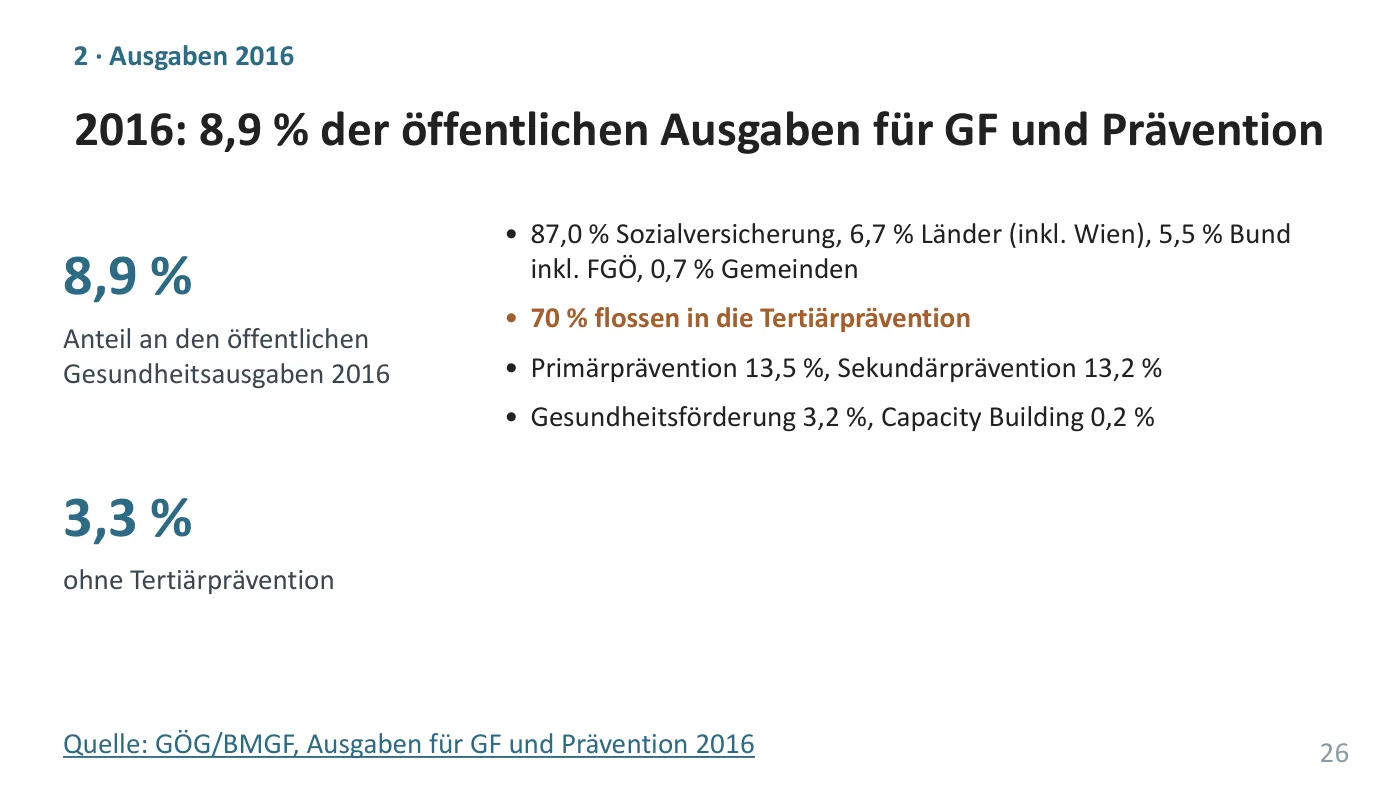 2 · Ausgaben 2016
2016: 8,9 % der öffentlichen Ausgaben für GF und Prävention
8,9 %
Anteil an den öffentlichen
Gesundheitsausgaben 2016
3,3 %
ohne Tertiärprävention
• 87,0 % Sozialversicherung, 6,7 % Länder (inkl. Wien), 5,5 % Bund
inkl. FGÖ, 0,7 % Gemeinden
• 70 % flossen in die Tertiärprävention
• Primärprävention 13,5 %, Sekundärprävention 13,2 %
• Gesundheitsförderung 3,2 %, Capacity Building 0,2 %
Quelle: GÖG/BMGF, Ausgaben für GF und Prävention 2016
26